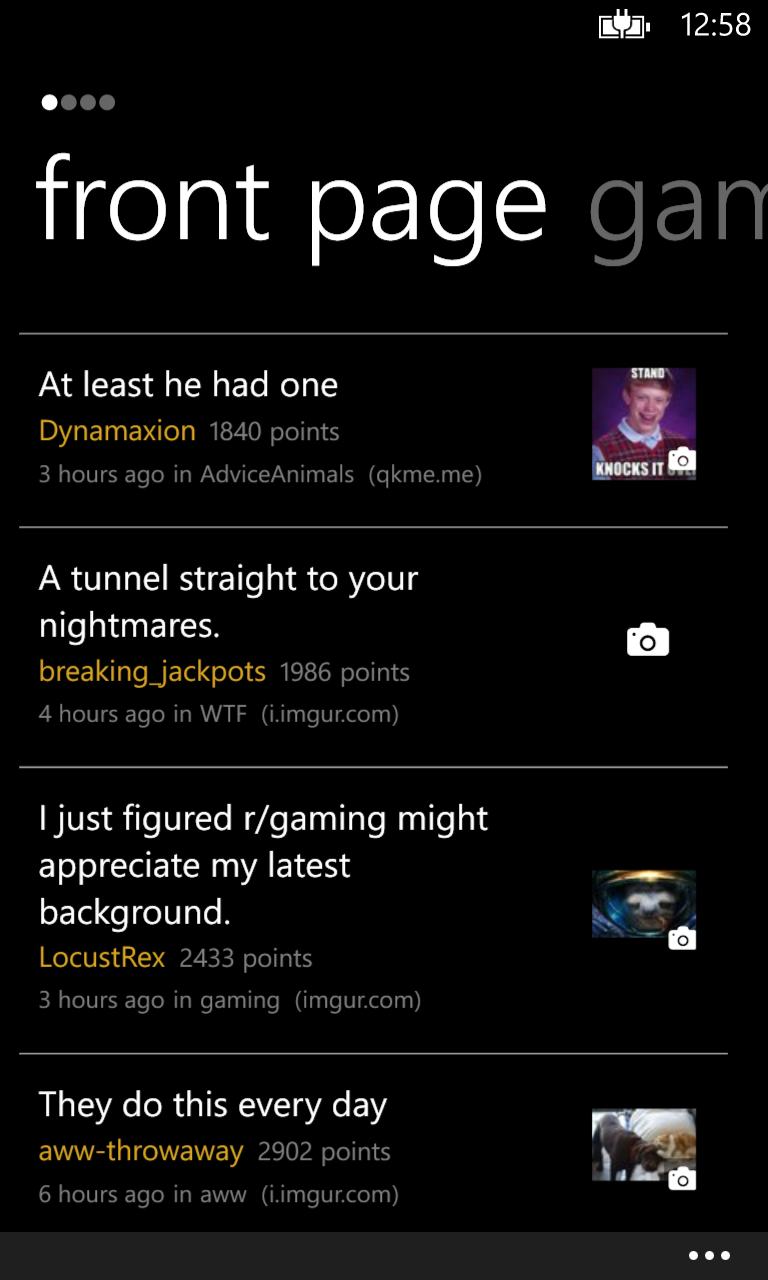 12:58
front page gam
At least he had one
Dynamaxion 1840 points
3 hours ago in AdviceAnimals (qkme.me)
STAND
KNOCKS IT OVER
A tunnel straight to your
nightmares.
breaking_jackpots 1986 points
4 hours ago in WTF (i.imgur.com)
I just figured r/gaming might
appreciate my latest
background.
LocustRex 2433 points
3 hours ago in gaming (imgur.com)
They do this every day
aww-throwaway 2902 points
6 hours ago in aww (i.imgur.com)